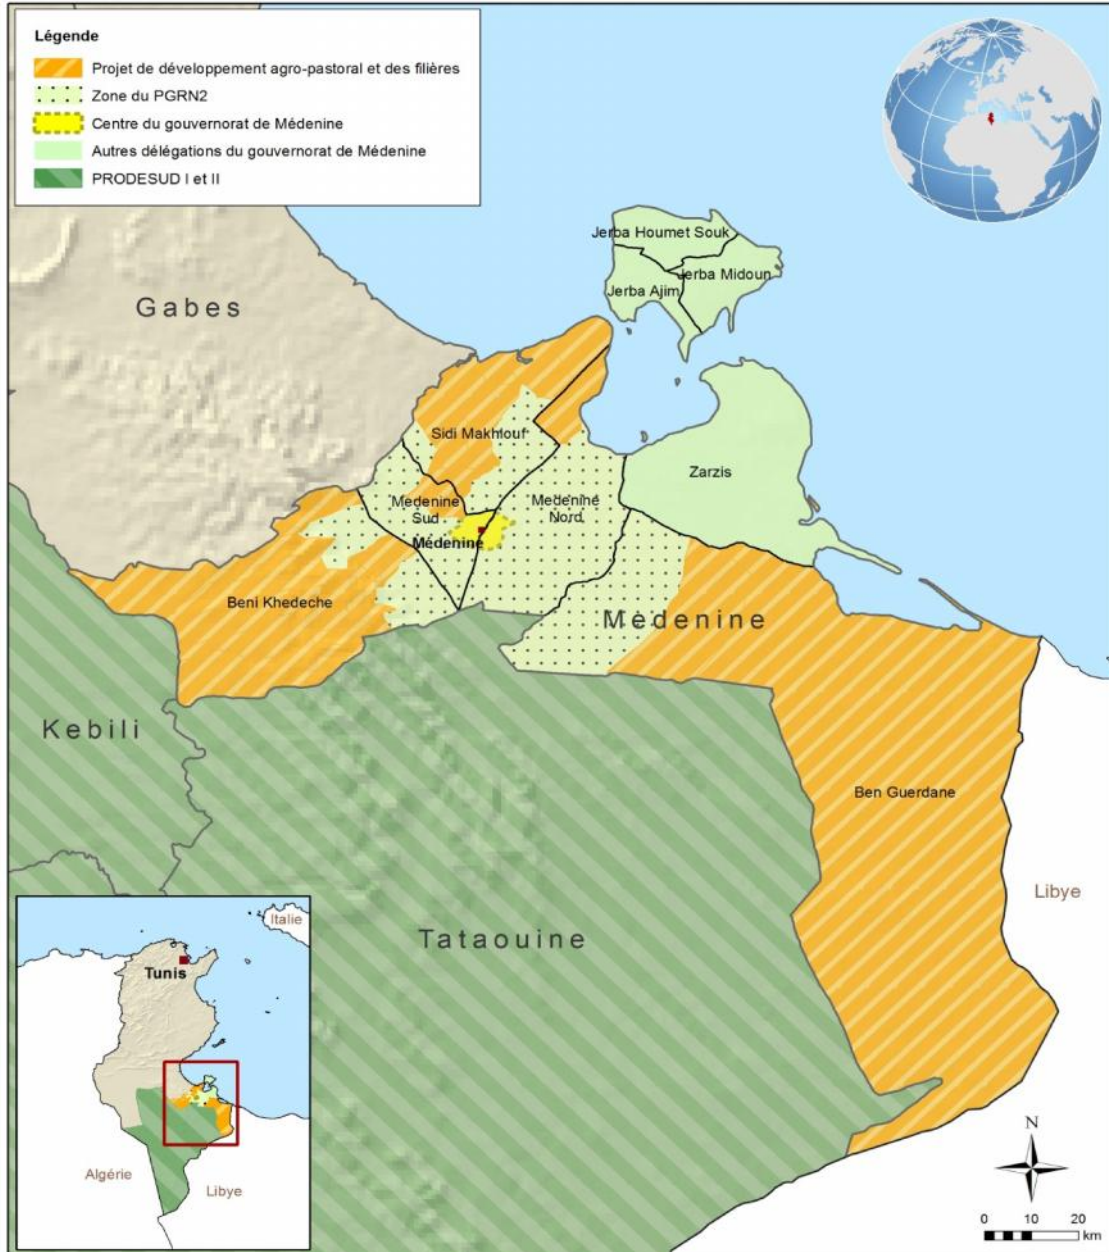 Légende
Projet de développement agro-pastoral et des filières
Zone du PGRN2
Centre du gouvernorat de Médenine
Autres délégations du gouvernorat de Médenine
PRODESUD I et II
Jerba Houmet Souk
Jerba Midoun
Jerba Ajim
Gabes
Sidi Makhlouf
Zarzis
Medenine
Sud
Medenine
Nord
Médenine
Beni Khedeche
Médenine
Kebili
Ben Guerdane
Libye
Tataouine
Italie
Tunis
Algérie
Libye
N
0 10 20
km